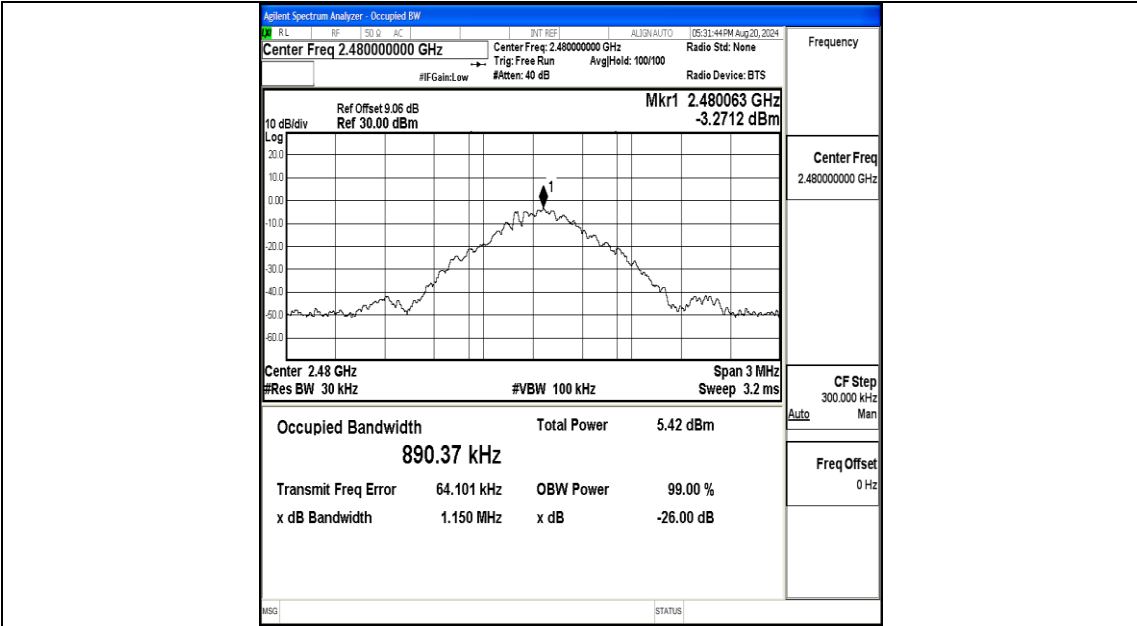 Agilent Spectrum Analyzer - Occupied BW
RL RF 50 Ω AC INT REF ALIGN AUTO 05:31:44 PM Aug 20, 2024
Center Freq 2.480000000 GHz
Center Freq: 2.480000000 GHz
Radio Std: None
Trig: Free Run Avg|Hold: 100/100
#IFGain:Low
#Atten: 40 dB
Radio Device: BTS
Frequency
Mkr1 2.480063 GHz
Ref Offset 9.06 dB
10 dB/div Ref 30.00 dBm
-3.2712 dBm
Log
20.0
10.0
0.00
-10.0
-20.0
-30.0
-40.0
-50.0
-60.0
1
Center Freq
2.480000000 GHz
Center 2.48 GHz
Span 3 MHz
#Res BW 30 kHz
#VBW 100 kHz
Sweep 3.2 ms
CF Step
300.000 kHz
Auto Man
Occupied Bandwidth
Total Power 5.42 dBm
890.37 kHz
Transmit Freq Error 64.101 kHz OBW Power 99.00 %
x dB Bandwidth 1.150 MHz x dB -26.00 dB
Freq Offset
0 Hz
MSG
STATUS